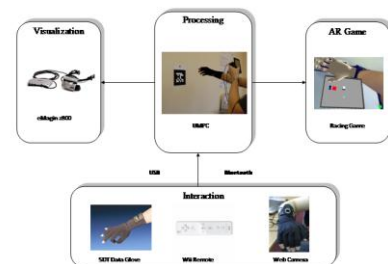 Processing
Visualization
AR Game
eMagin z800
UMPC
Racing Game
USB
Bluetooth
Interaction
5DT Data Glove
Wii Remote
Web Camera